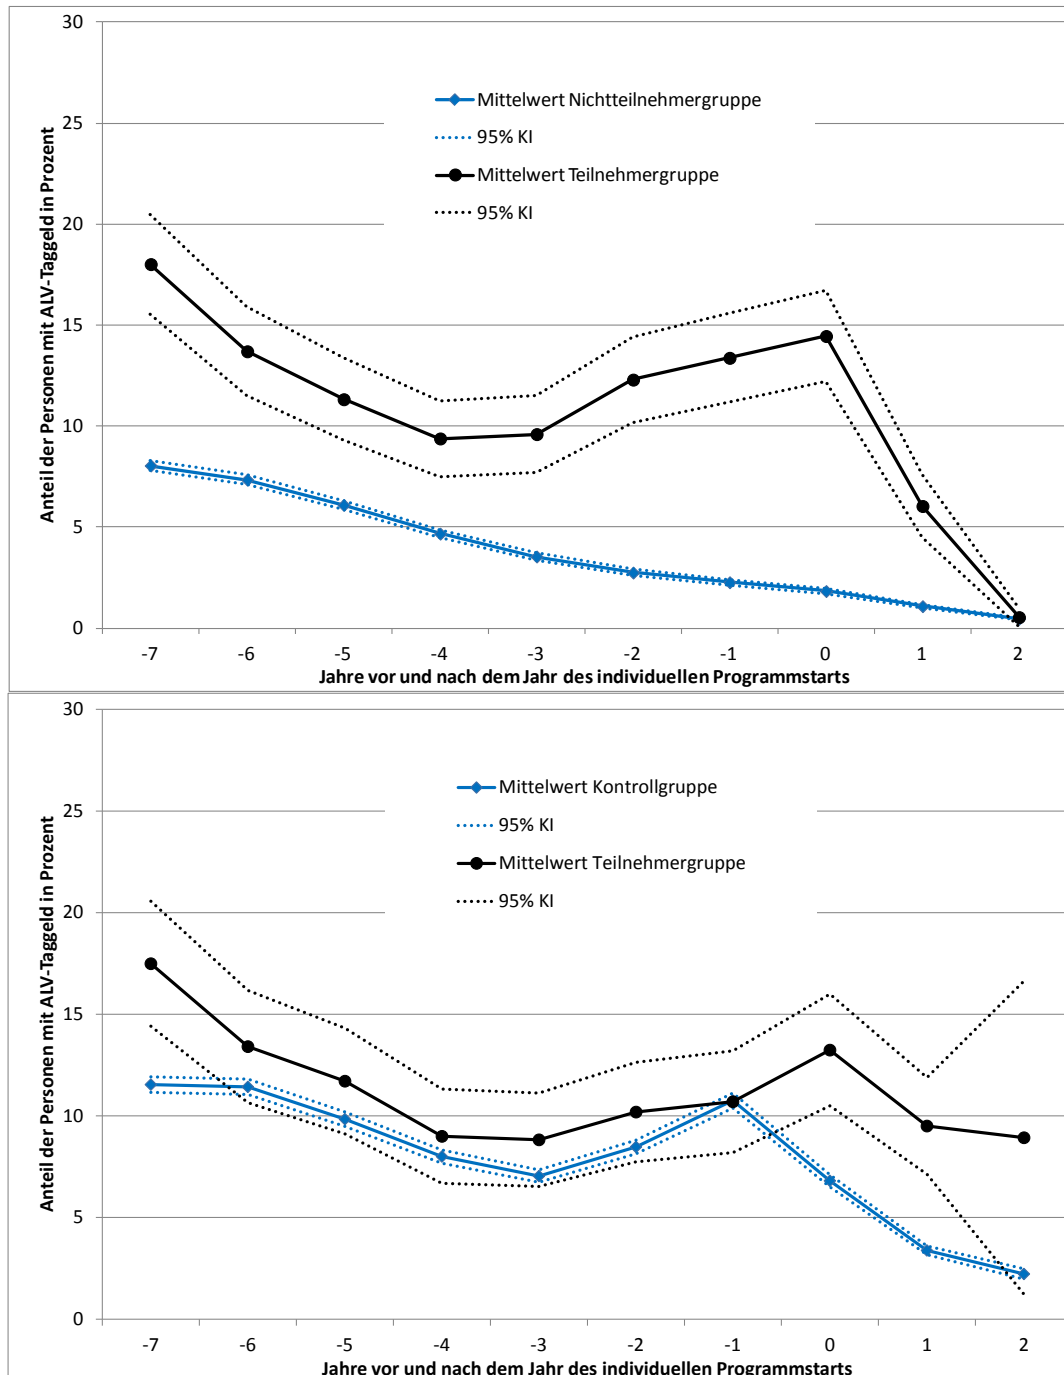 30
25
20
15
10
5
0
Anteil der Personen mit ALV-Taggeld in Prozent
Mittelwert Nichtteilnehmergruppe
95% KI
Mittelwert Teilnehmergruppe
95% KI
-7 -6 -5 -4 -3 -2 -1 0 1 2
Jahre vor und nach dem Jahr des individuellen Programmstarts
30
25
20
15
10
5
0
Anteil der Personen mit ALV-Taggeld in Prozent
Mittelwert Kontrollgruppe
95% KI
Mittelwert Teilnehmergruppe
95% KI
-7 -6 -5 -4 -3 -2 -1 0 1 2
Jahre vor und nach dem Jahr des individuellen Programmstarts